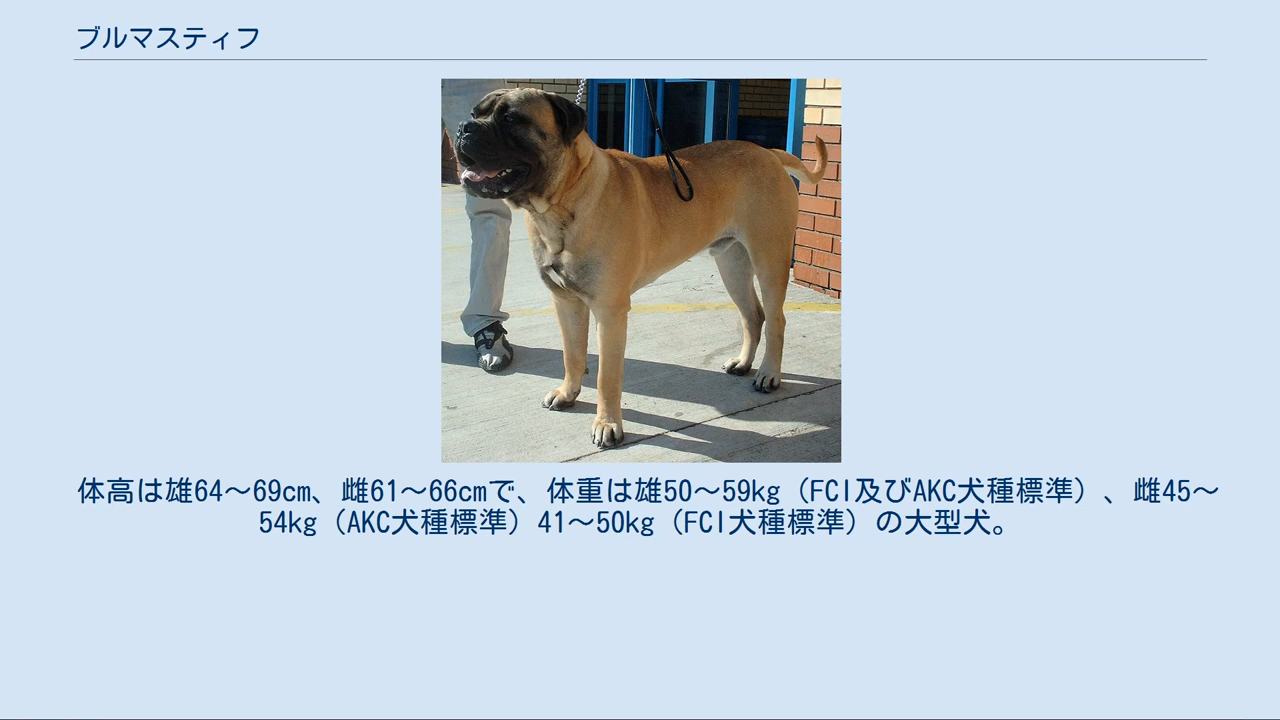 ブルマスティフ
体高は雄64～69cm、雌61～66cmで、体重は雄50～59kg（FCI及びAKC犬種標準）、雌45～
54kg（AKC犬種標準）41～50kg（FCI犬種標準）の大型犬。